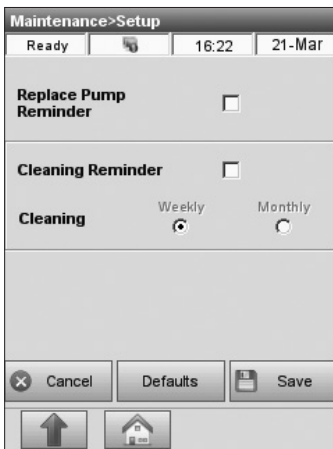 Maintenance>Setup
Ready 16:22 21-Mar
Replace Pump
Reminder
Cleaning Reminder
Weekly Monthly
Cleaning
Cancel Defaults Save